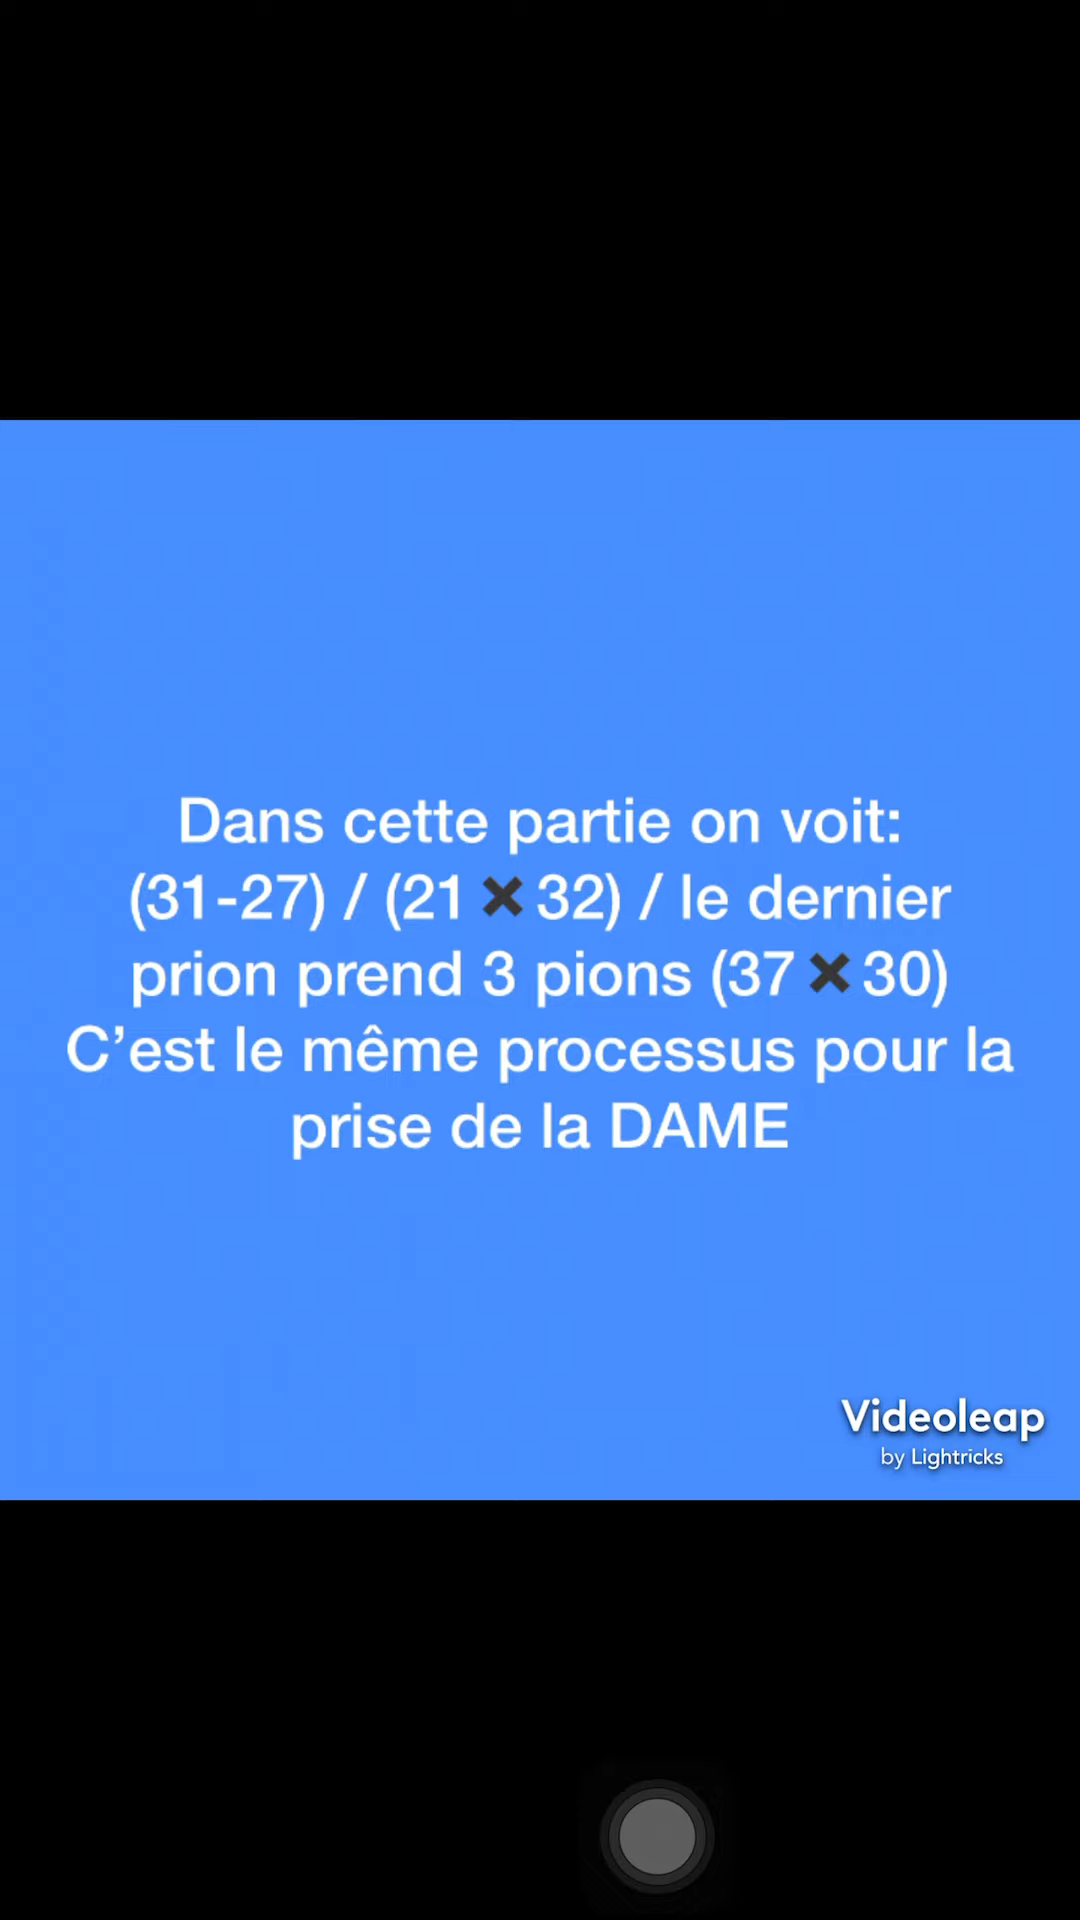 Dans cette partie on voit:
(31-27) / (21✖32) / le dernier
prion prend 3 pions (37✖30)
C’est le même processus pour la
prise de la DAME
Videoleap
by Lightricks